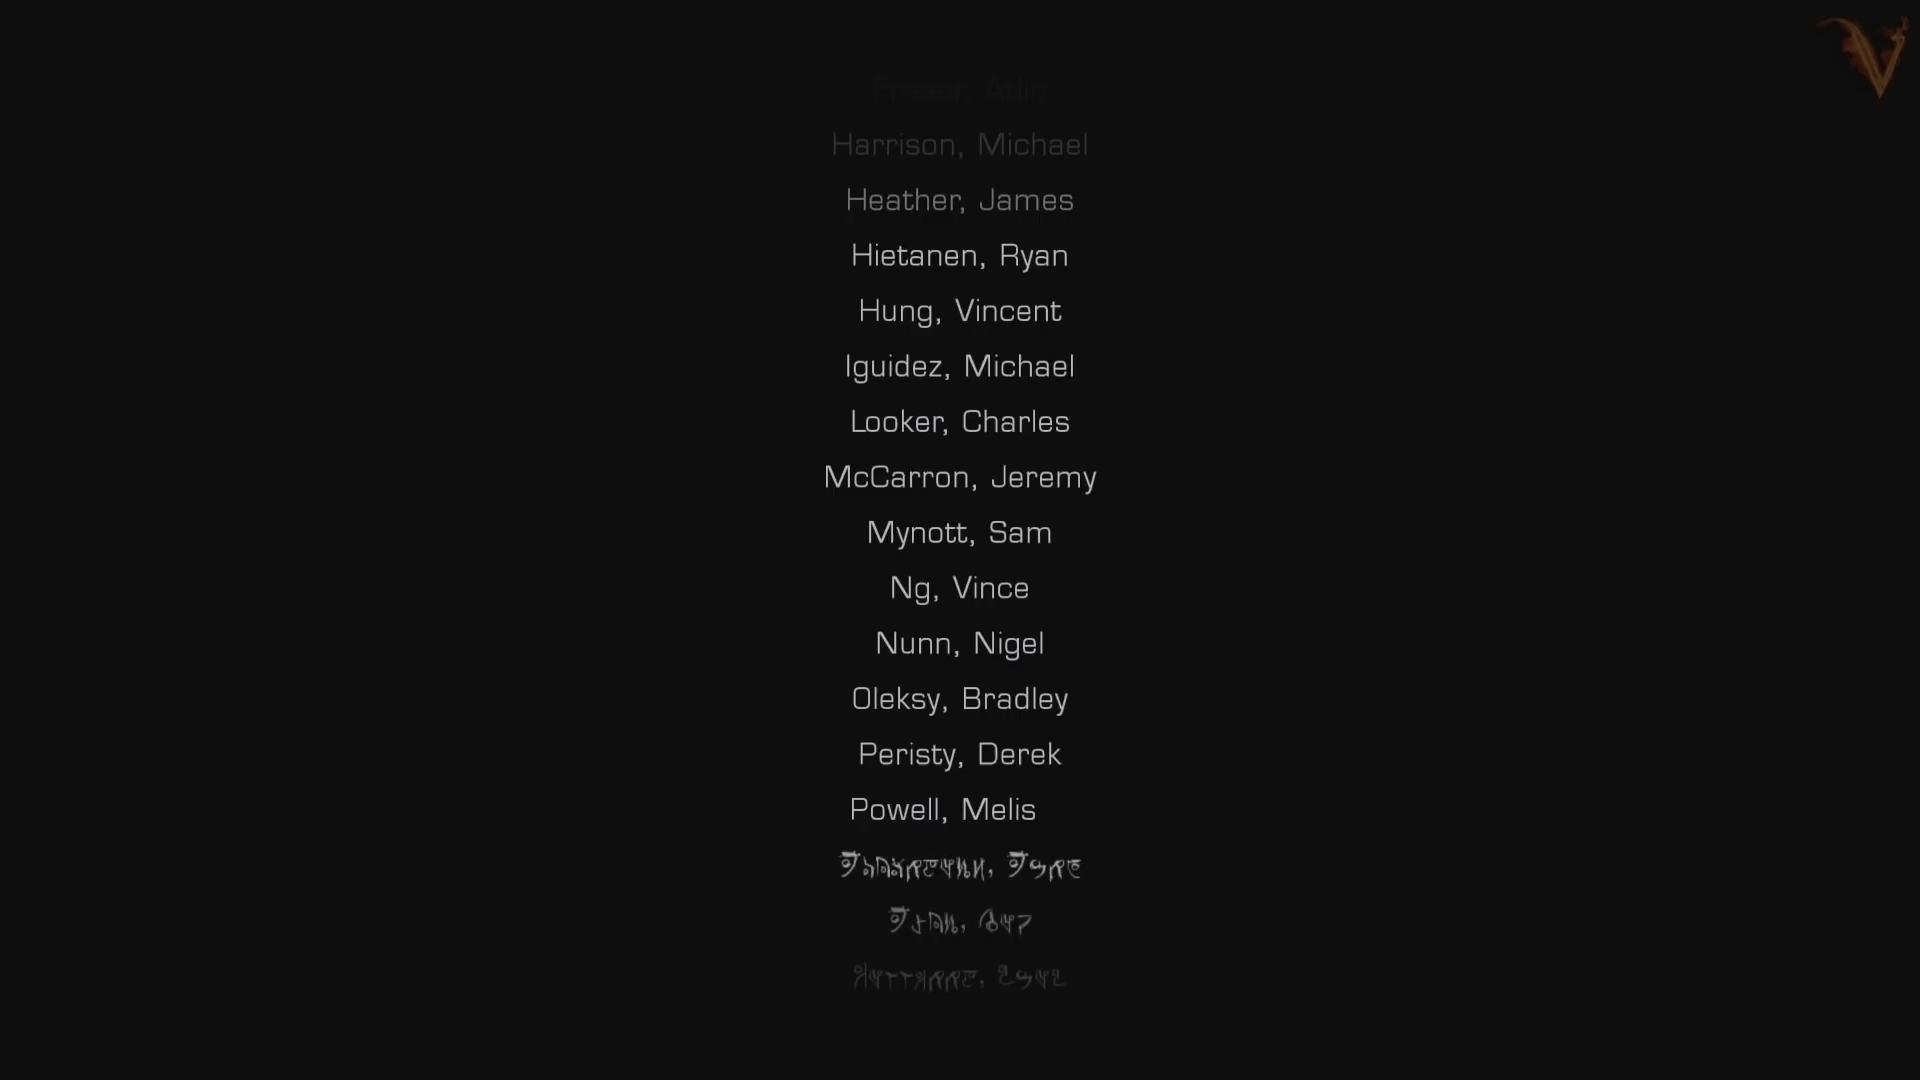 Harrison, Michael
Heather, James
Hietanen, Ryan
Hung, Vincent
Iguidez, Michael
Looker, Charles
McCarron, Jeremy
Mynott, Sam
Ng, Vince
Nunn, Nigel
Oleksy, Bradley
Peristy, Derek
Powell, Melis
V